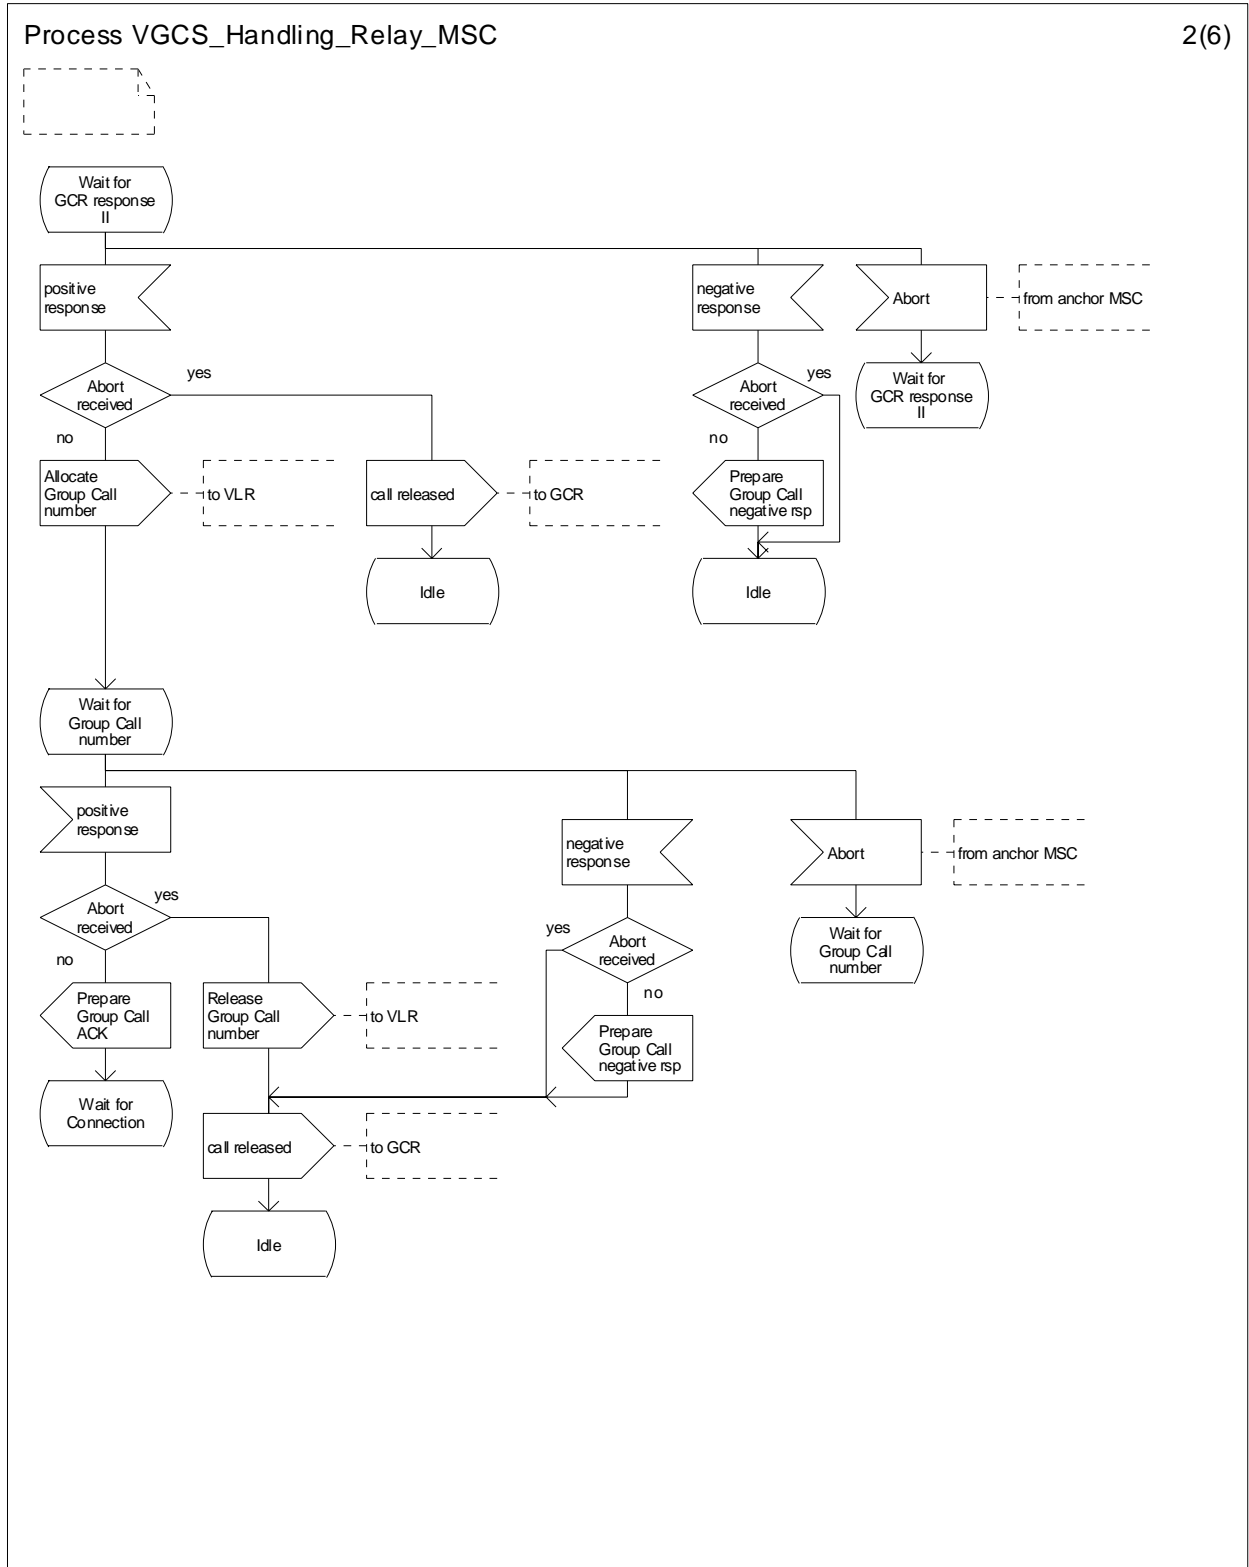 Process VGCS_Handling_Relay_MSC
2(6)
Wait for
GCR response
II
positive
response
negative
response
Abort
from anchor MSC
Abort
received
yes
no
Abort
received
yes
no
Wait for
GCR response
II
Allocate
Group Call
number
to VLR
call released
to GCR
Prepare
Group Call
negative rsp
Idle
Idle
Wait for
Group Call
number
positive
response
negative
response
Abort
from anchor MSC
Abort
received
yes
no
yes
Abort
received
no
Wait for
Group Call
number
Prepare
Group Call
ACK
Release
Group Call
number
to VLR
Prepare
Group Call
negative rsp
Wait for
Connection
call released
to GCR
Idle